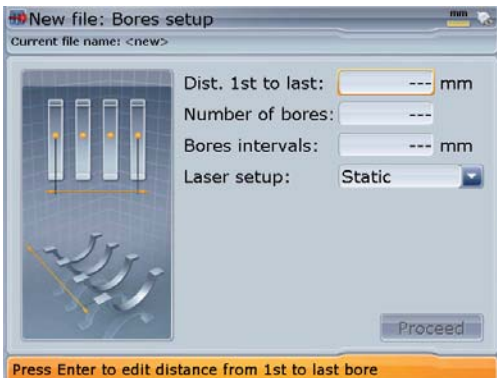 New file: Bores setup
mm
Current file name: <new>
Dist. 1st to last: --- mm
Number of bores: ---
Bores intervals: --- mm
Laser setup: Static
Proceed
Press Enter to edit distance from 1st to last bore